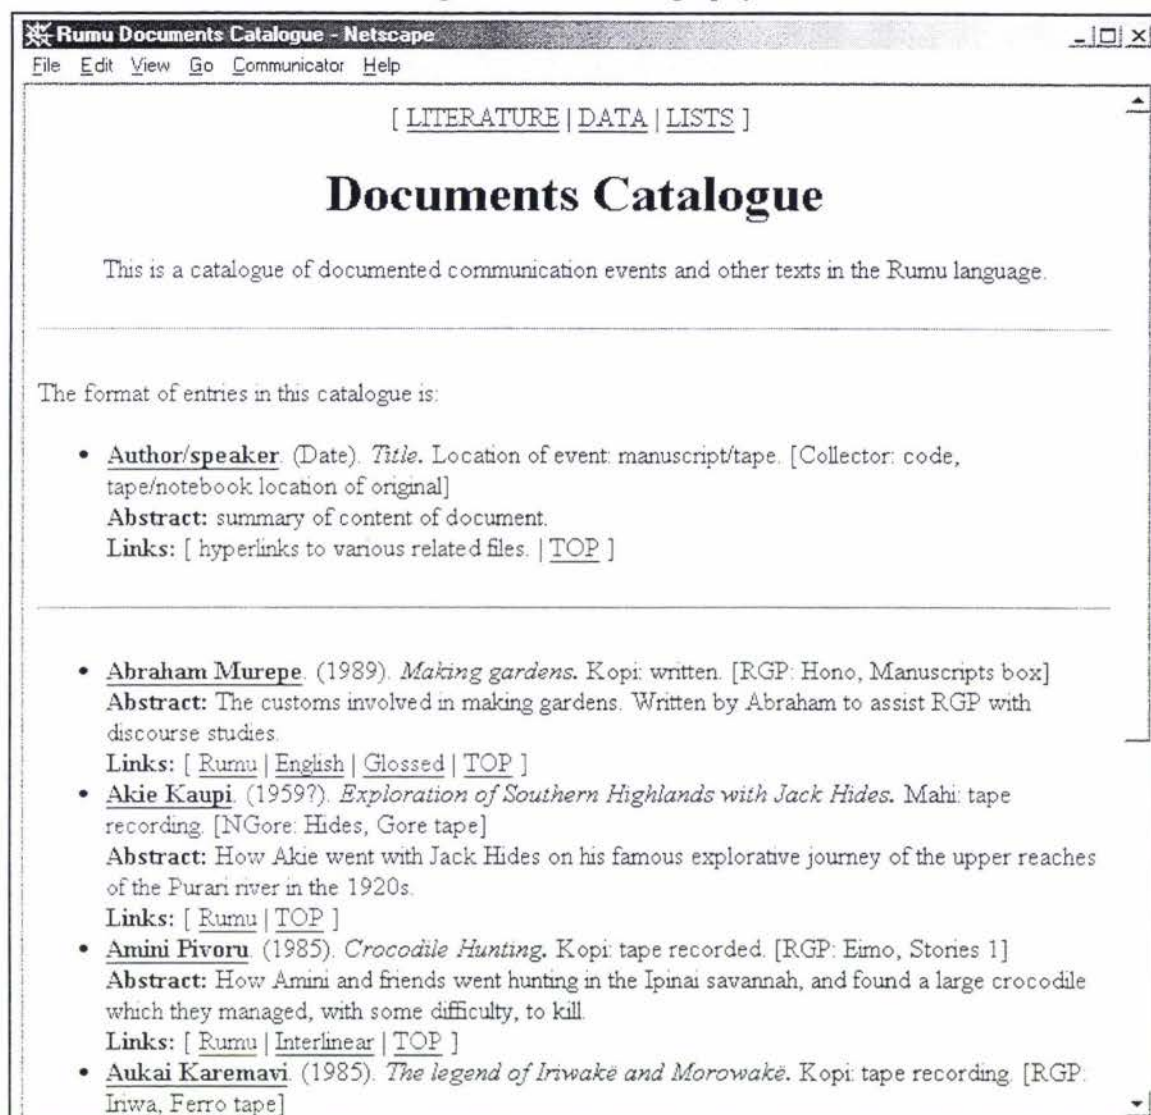 Rumu Documents Catalogue - Netscape
File Edit View Go Communicator Help
[ LITERATURE | DATA | LISTS ]
Documents Catalogue
This is a catalogue of documented communication events and other texts in the Rumu language.
The format of entries in this catalogue is:
• Author/speaker. (Date). Title. Location of event: manuscript/tape. [Collector: code,
tape/notebook location of original]
Abstract: summary of content of document.
Links: [ hyperlinks to various related files. | TOP ]
• Abraham Murepe. (1989). Making gardens. Kopi: written. [RGP: Hono, Manuscripts box]
Abstract: The customs involved in making gardens. Written by Abraham to assist RGP with
discourse studies.
Links: [ Rumu | English | Glossed | TOP ]
• Akie Kaupi. (1959?). Exploration of Southern Highlands with Jack Hides. Mahi: tape
recording. [NGore: Hides, Gore tape]
Abstract: How Akie went with Jack Hides on his famous explorative journey of the upper reaches
of the Purari river in the 1920s.
Links: [ Rumu | TOP ]
• Amini Pivoru. (1985). Crocodile Hunting. Kopi: tape recorded. [RGP: Eimo, Stories 1]
Abstract: How Amini and friends went hunting in the Ipinai savannah, and found a large crocodile
which they managed, with some difficulty, to kill.
Links: [ Rumu | Interlinear | TOP ]
• Aukai Karemavi. (1985). The legend of Iriwakë and Morowakë. Kopi: tape recording. [RGP:
Iriwa, Ferro tape]